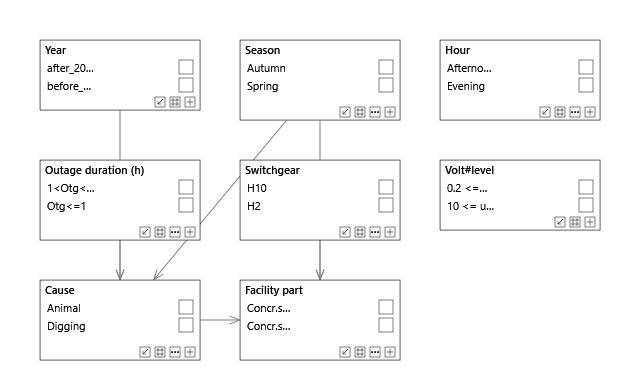 Year
after_20...
before_...
Season
Autumn
Spring
Hour
Afterno...
Evening
Outage duration (h)
1<Otg<...
Otg<=1
Switchgear
H10
H2
Volt#level
0.2 <=...
10 <= u...
Cause
Animal
Digging
Facility part
Concr.s...
Concr.s...